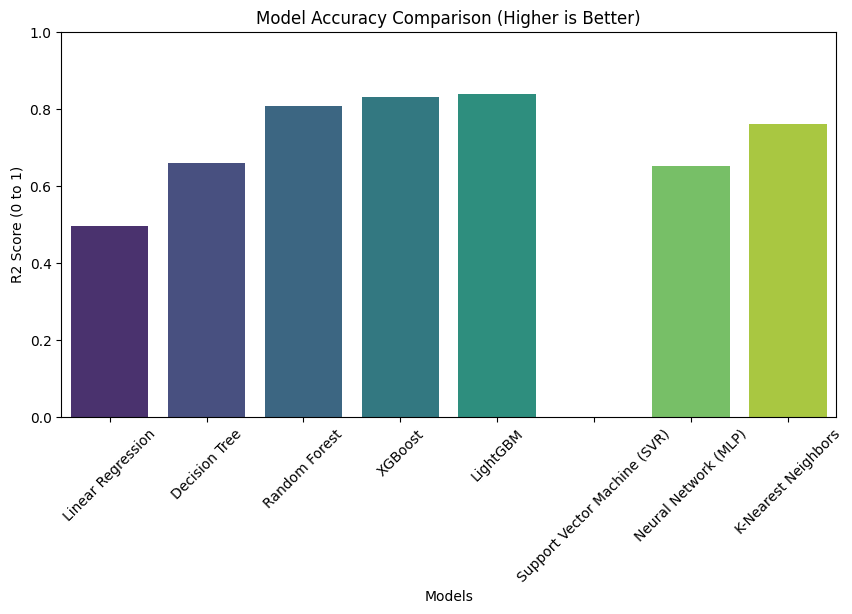 Model Accuracy Comparison (Higher is Better)
R2 Score (0 to 1)
1.0
0.8
0.6
0.4
0.2
0.0
Linear Regression
Decision Tree
Random Forest
XGBoost
LightGBM
Support Vector Machine (SVR)
Neural Network (MLP)
K-Nearest Neighbors
Models